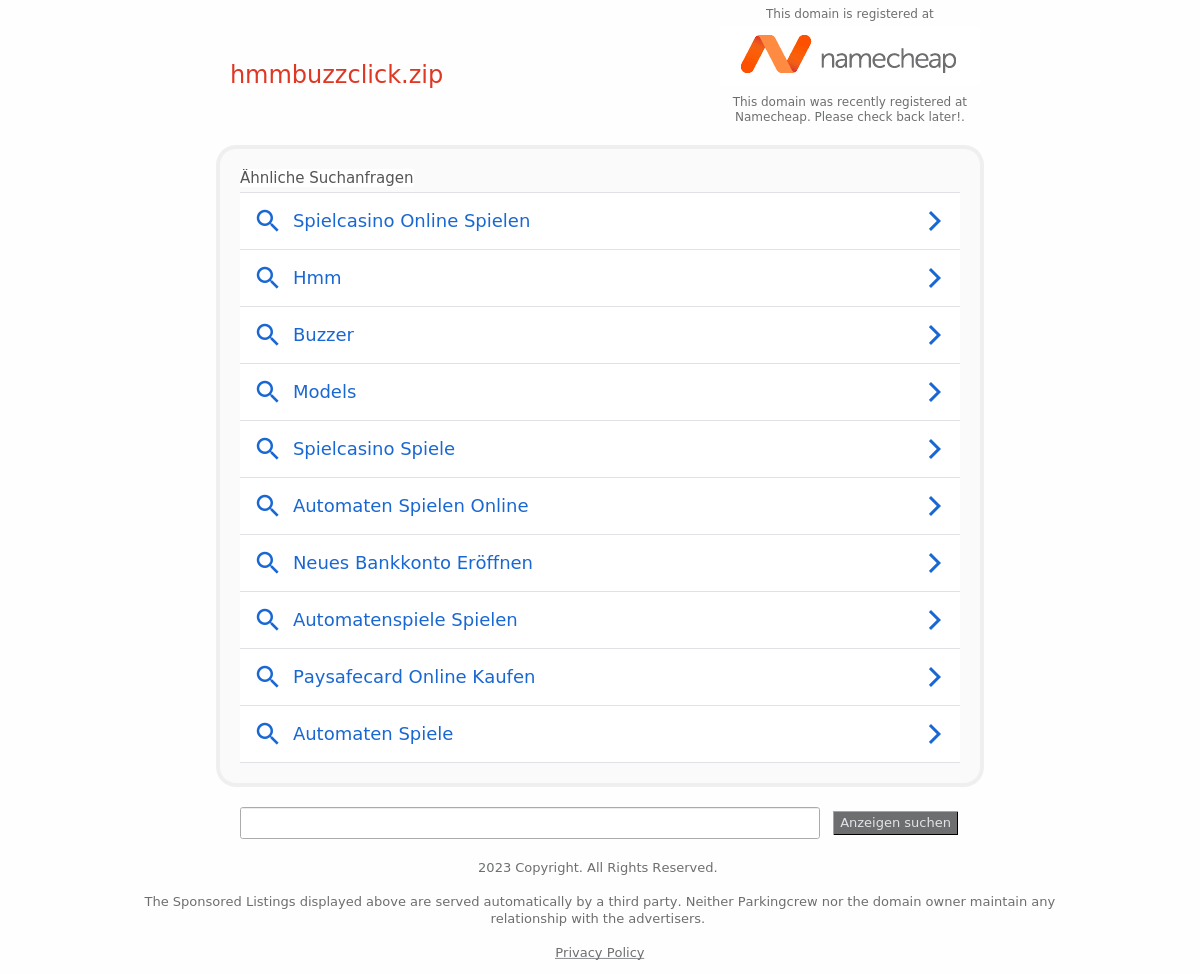 This domain is registered at
namecheap
hmmbuzzclick.zip
This domain was recently registered at
Namecheap. Please check back later!.
Ähnliche Suchanfragen
Spielcasino Online Spielen
Hmm
Buzzer
Models
Spielcasino Spiele
Automaten Spielen Online
Neues Bankkonto Eröffnen
Automatenspiele Spielen
Paysafecard Online Kaufen
Automaten Spiele
Anzeigen suchen
2023 Copyright. All Rights Reserved.
The Sponsored Listings displayed above are served automatically by a third party. Neither Parkingcrew nor the domain owner maintain any
relationship with the advertisers.
Privacy Policy